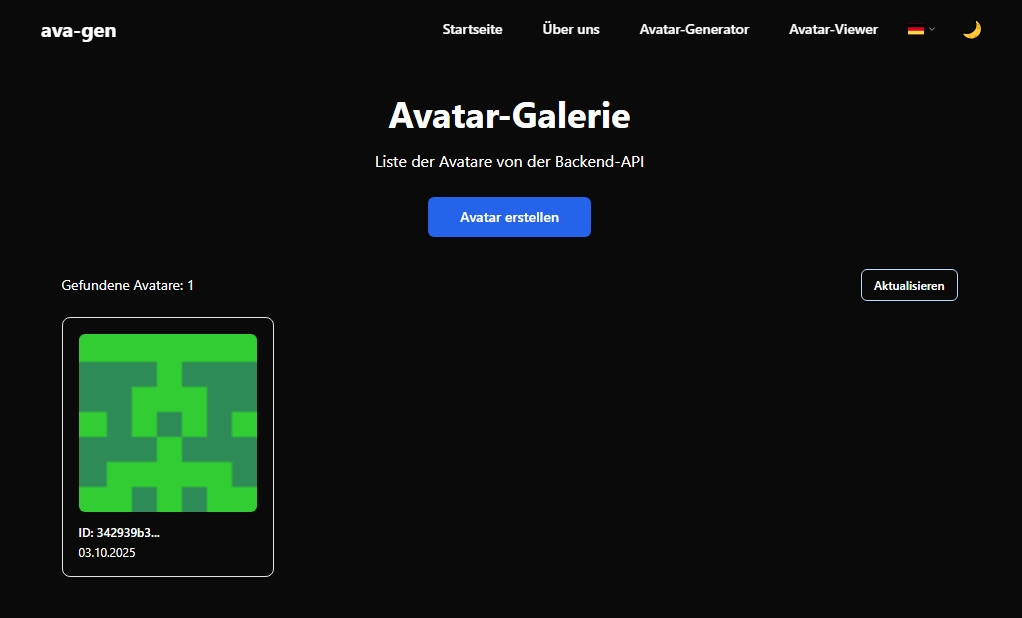 ava-gen
Startseite
Über uns
Avatar-Generator
Avatar-Viewer
Avatar-Galerie
Liste der Avatare von der Backend-API
Avatar erstellen
Gefundene Avatare: 1
Aktualisieren
ID: 342939b3...
03.10.2025